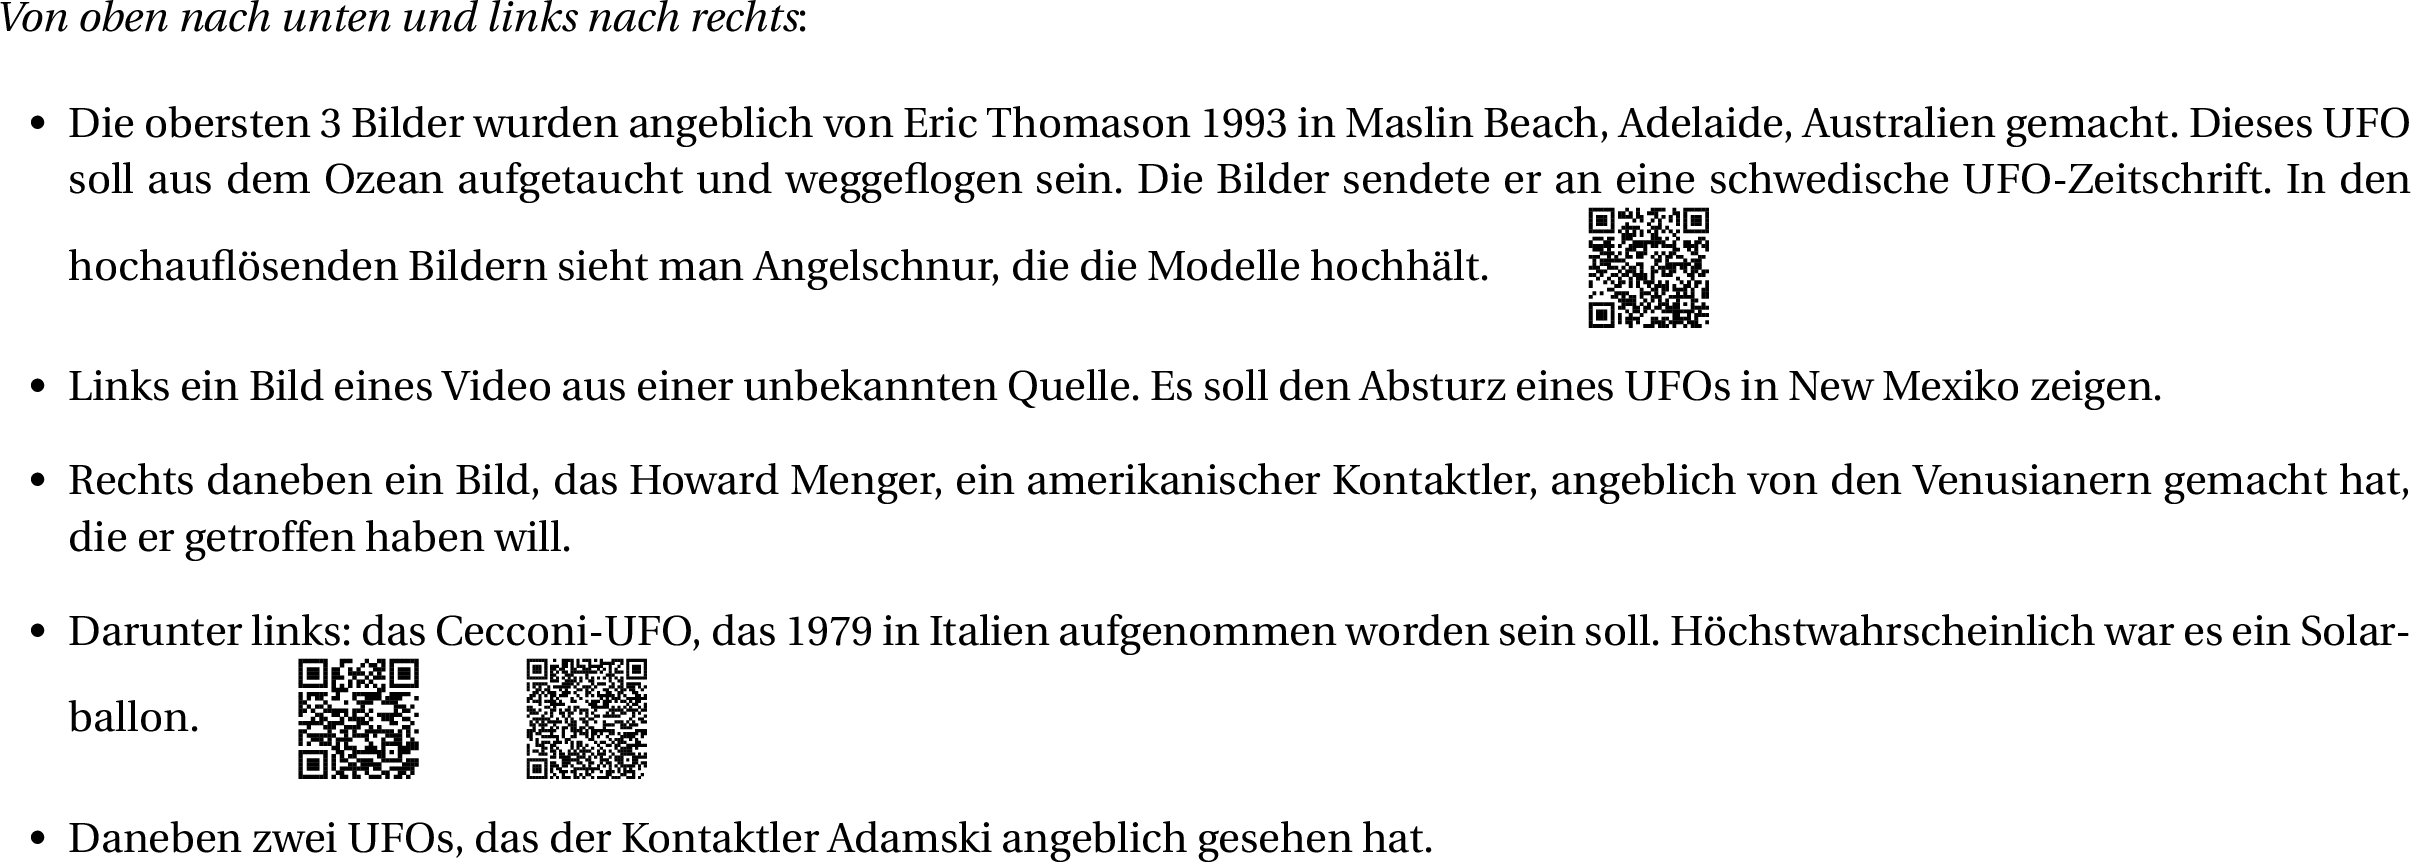 Von oben nach unten und links nach rechts:
• Die obersten 3 Bilder wurden angeblich von Eric Thomason 1993 in Maslin Beach, Adelaide, Australien gemacht. Dieses UFO
soll aus dem Ozean aufgetaucht und weggeflogen sein. Die Bilder sendete er an eine schwedische UFO-Zeitschrift. In den
hochauflösenden Bildern sieht man Angelschnur, die die Modelle hochhält.
• Links ein Bild eines Video aus einer unbekannten Quelle. Es soll den Absturz eines UFOs in New Mexiko zeigen.
• Rechts daneben ein Bild, das Howard Menger, ein amerikanischer Kontaktler, angeblich von den Venusianern gemacht hat,
die er getroffen haben will.
• Darunter links: das Cecconi-UFO, das 1979 in Italien aufgenommen worden sein soll. Höchstwahrscheinlich war es ein Solar-
ballon.
• Daneben zwei UFOs, das der Kontaktler Adamski angeblich gesehen hat.